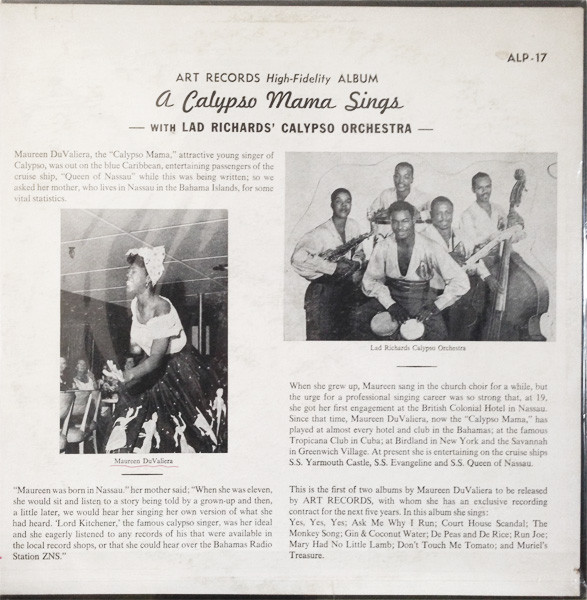 ALP-17
ART RECORDS High-Fidelity ALBUM
A Calypso Mama Sings
— WITH LAD RICHARDS' CALYPSO ORCHESTRA —
Maureen DuValiera, the "Calypso Mama," attractive young singer of
Calypso, was out on the blue Caribbean, entertaining passengers of the
cruise ship, "Queen of Nassau" while this was being written; so we
asked her mother, who lives in Nassau in the Bahama Islands, for some
vital statistics.
Maureen DuValiera
"Maureen was born in Nassau." her mother said; "When she was eleven,
she would sit and listen to a story being told by a grown-up and then,
a little later, we would hear her singing her own version of what she
had heard. 'Lord Kitchener,' the famous calypso singer, was her ideal
and she eagerly listened to any records of his that were available in
the local record shops, or that she could hear over the Bahamas Radio
Station ZNS."
Lad Richards Calypso Orchestra
When she grew up, Maureen sang in the church choir for a while, but
the urge for a professional singing career was so strong that, at 19,
she got her first engagement at the British Colonial Hotel in Nassau.
Since that time, Maureen DuValiera, now the "Calypso Mama," has
played at almost every hotel and club in the Bahamas; at the famous
Tropicana Club in Cuba; at Birdland in New York and the Savannah
in Greenwich Village. At present she is entertaining on the cruise ships
S.S. Yarmouth Castle, S.S. Evangeline and S.S. Queen of Nassau.
This is the first of two albums by Maureen DuValiera to be released
by ART RECORDS, with whom she has an exclusive recording
contract for the next five years. In this album she sings:
Yes, Yes, Yes; Ask Me Why I Run; Court House Scandal; The
Monkey Song; Gin & Coconut Water; De Peas and De Rice; Run Joe;
Mary Had No Little Lamb; Don't Touch Me Tomato; and Muriel's
Treasure.